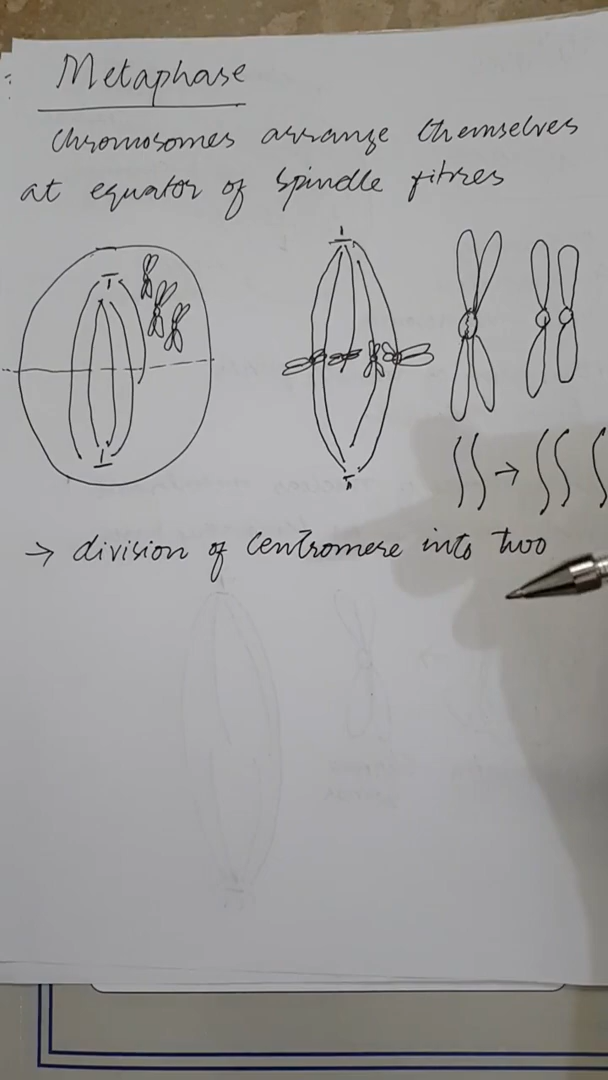 Metaphase
Chromosomes arrange themselves
at equator of spindle fibres
→ division of centromere into two